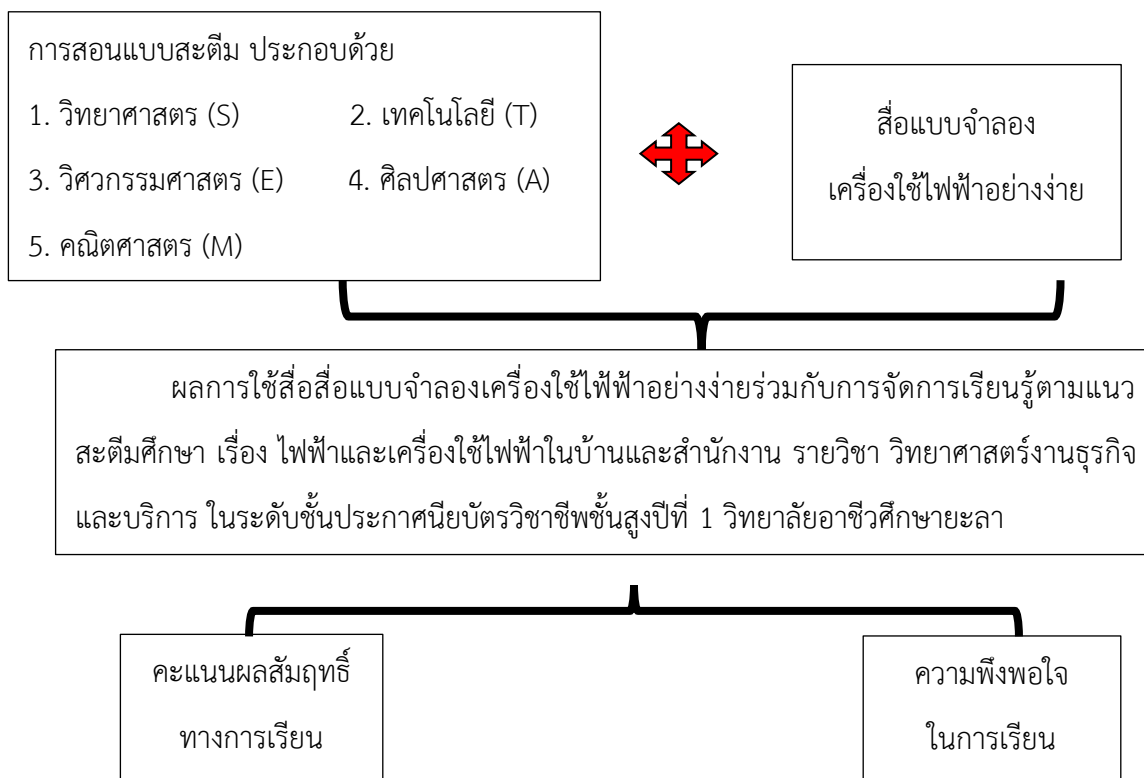 การสอนแบบสะตีม ประกอบด้วย
1. วิทยาศาสตร (S) 2. เทคโนโลยี (T)
3. วิศวกรรมศาสตร (E) 4. ศิลปศาสตร (A)
5. คณิตศาสตร (M)
สื่อแบบจำลอง
เครื่องใช้ไฟฟ้าอย่างง่าย
ผลการใช้สื่อสื่อแบบจำลองเครื่องใช้ไฟ้ฟ้าอย่างง่ายร่วมกับการจัดการเรียนรู้ตามแนว
สะตีมศึกษา เรื่อง ไฟฟ้าและเครื่องใช้ไฟฟ้าในบ้านและสำนักงาน รายวิชา วิทยาศาสตร์งานธุรกิจ
และบริการ ในระดับชั้นประกาศนียบัตรวิชาชีพชั้นสูงปีที่ 1 วิทยาลัยอาชีวศึกษายะลา
คะแนนผลสัมฤทธิ์
ทางการเรียน
ความพึงพอใจ
ในการเรียน